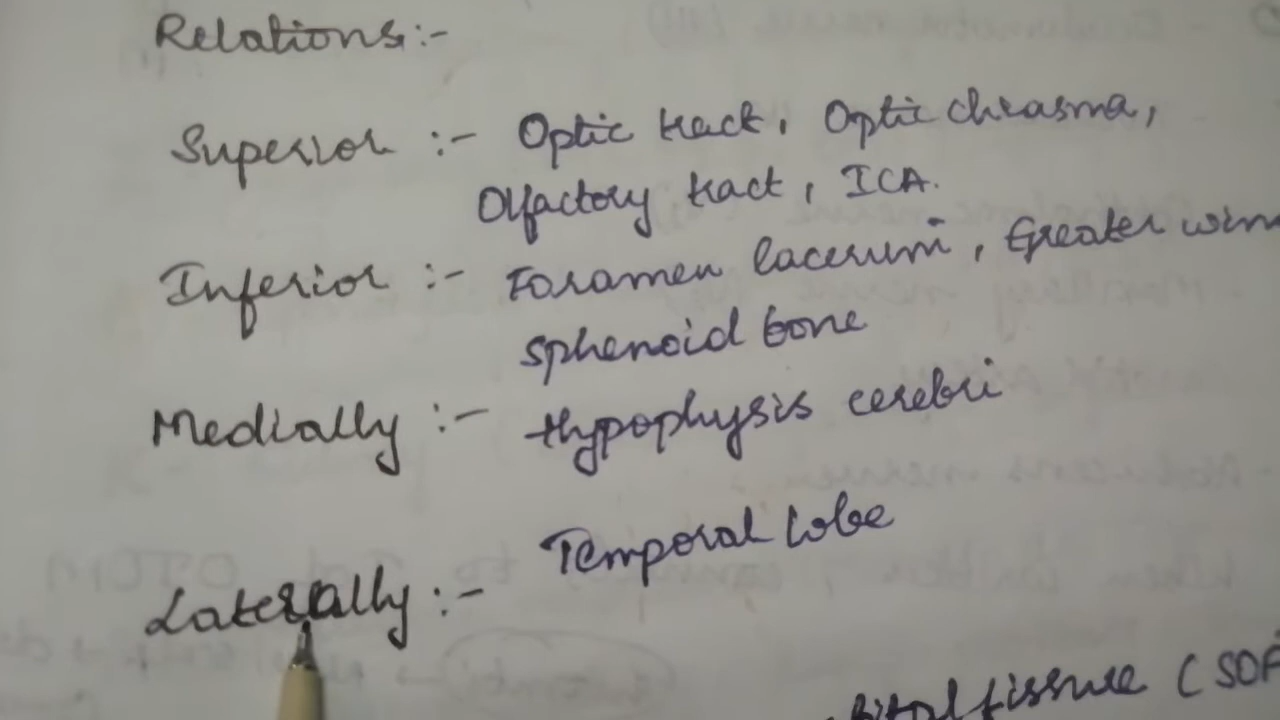 Relations:-
Superior :- Optic tract, Optic chiasma,
Olfactory tract, ICA.
Inferior :- Foramen lacerum, Greater
sphenoid bone
Medially :- Hypophysis cerebri
Temporal lobe
Laterally :-
fissure (SOF